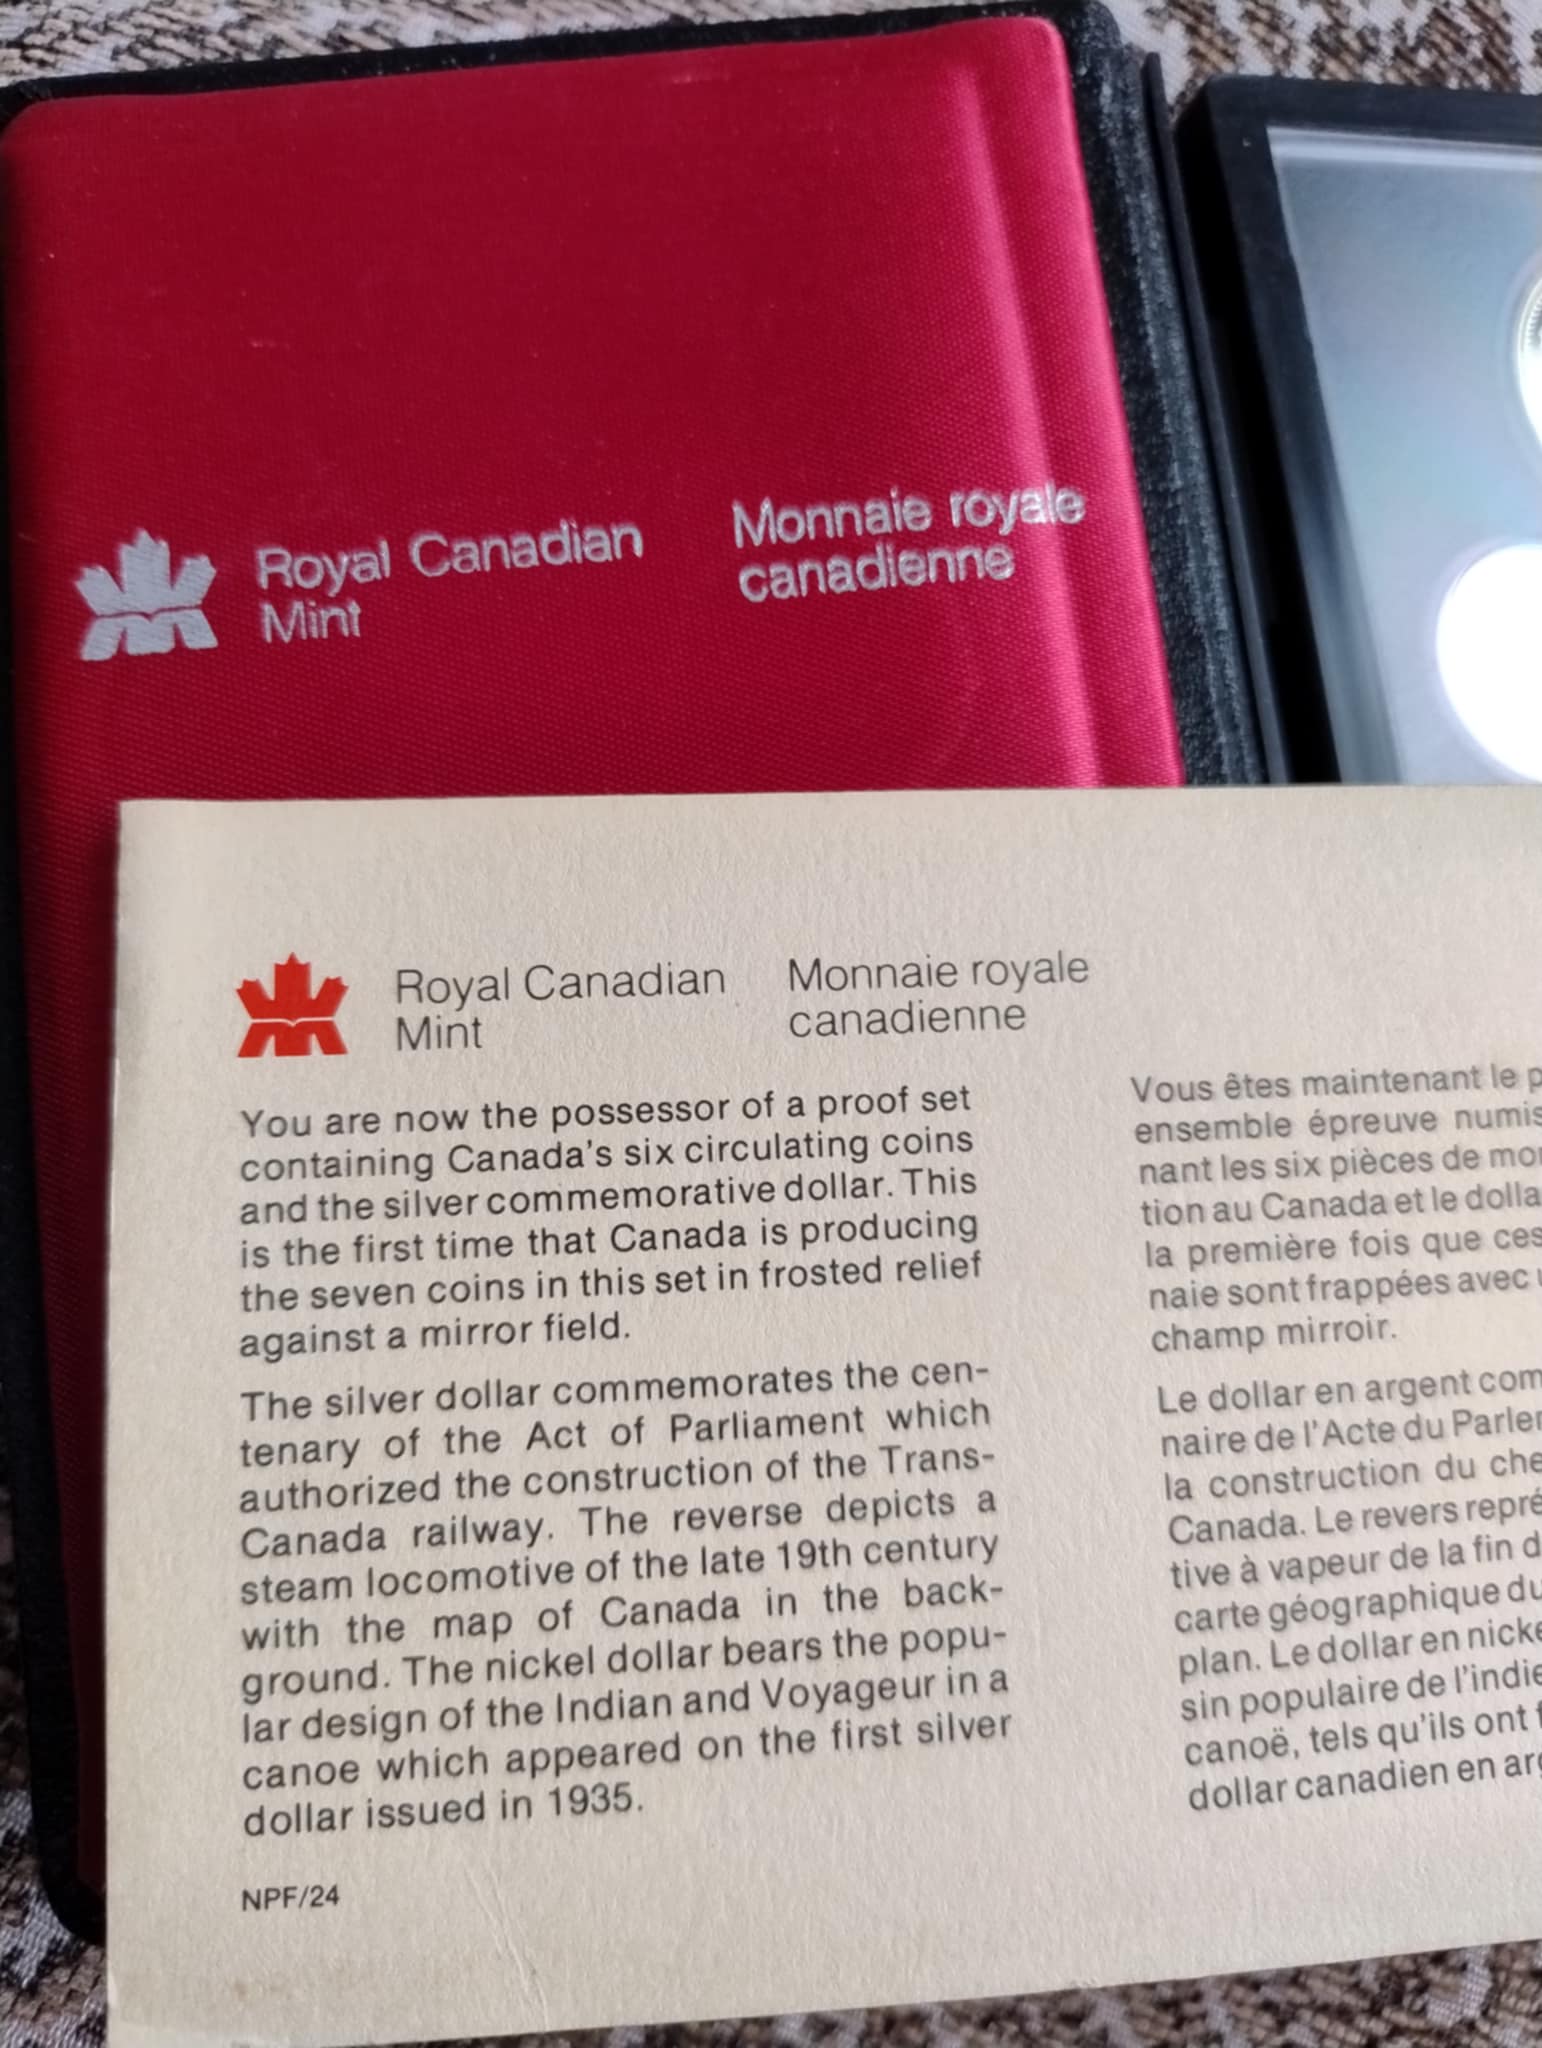 Royal Canadian
Mint
Monnaie royale
canadienne
Royal Canadian
Mint
Monnaie royale
canadienne
You are now the possessor of a proof set
containing Canada's six circulating coins
and the silver commemorative dollar. This
is the first time that Canada is producing
the seven coins in this set in frosted relief
against a mirror field.
The silver dollar commemorates the cen-
tenary of the Act of Parliament which
authorized the construction of the Trans-
Canada railway. The reverse depicts a
steam locomotive of the late 19th century
with the map of Canada in the back-
ground. The nickel dollar bears the popu-
lar design of the Indian and Voyageur in a
canoe which appeared on the first silver
dollar issued in 1935.
NPF/24
Vous êtes maintenant le
ensemble épreuve
nant les six pièces de
tion au Canada et le
la première fois que
naie sont frappées avec
champ mirroir.
Le dollar en argent
naire de l'Acte du
la construction du
Canada. Le revers
tive à vapeur de la fin
carte géographique du
plan. Le dollar en
sin populaire de
canoë, tels qu'ils ont
dollar canadien en